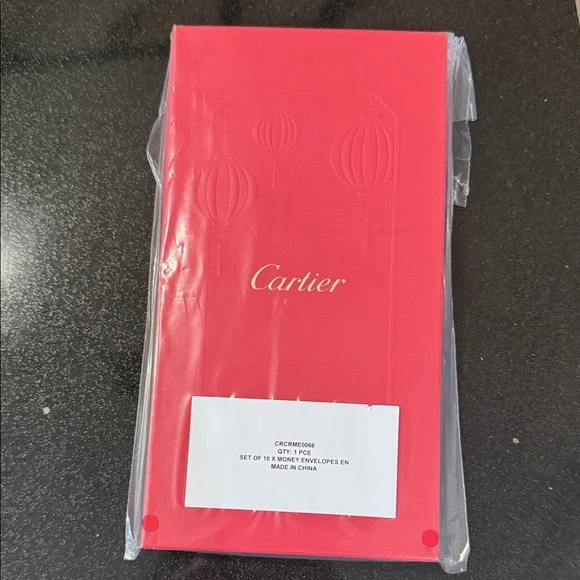 Cartier
CRCRME0066
QTY: 1 PCE
SET OF 10 X MONEY ENVELOPES EN
MADE IN CHINA